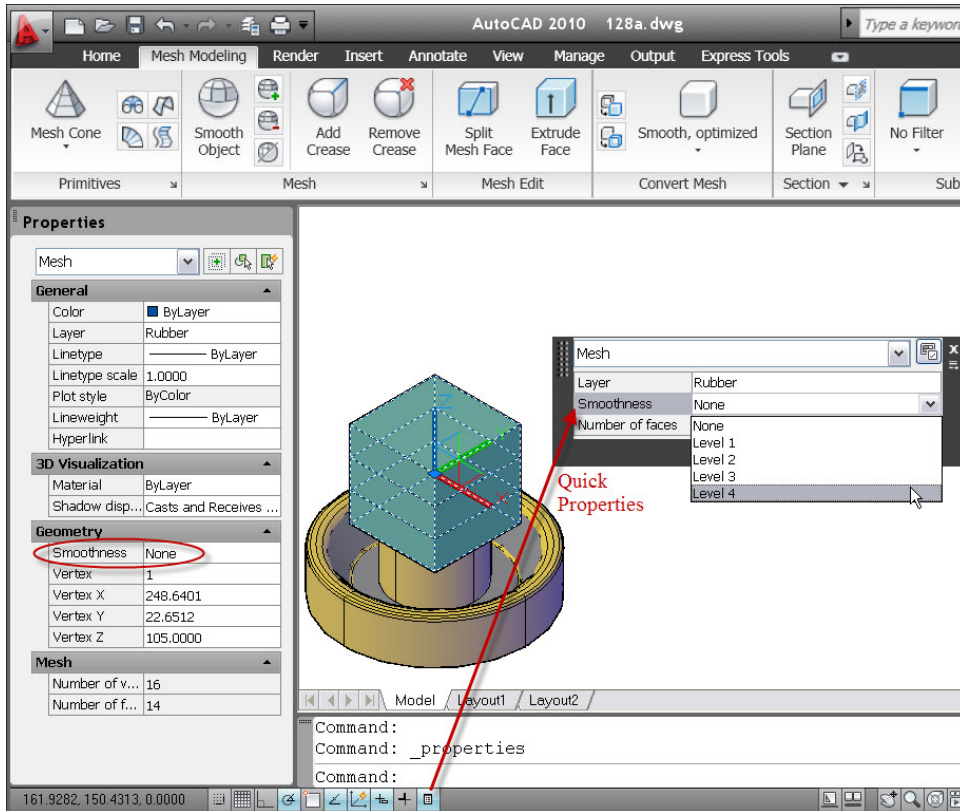 AutoCAD 2010 128a.dwg
Type a keyword
Home Mesh Modeling Render Insert Annotate View Manage Output Express Tools
Mesh Cone
Smooth Object
Add Crease
Remove Crease
Split Mesh Face
Extrude Face
Smooth, optimized
Section Plane
No Filter
Primitives Mesh Mesh Edit Convert Mesh Section Sub
Properties
Mesh
General
Color ByLayer
Layer Rubber
Linetype ByLayer
Linetype scale 1.0000
Plot style ByColor
Lineweight ByLayer
Hyperlink
3D Visualization
Material ByLayer
Shadow disp... Casts and Receives ...
Geometry
Smoothness None
Vertex 1
Vertex X 248.6401
Vertex Y 22.6512
Vertex Z 105.0000
Mesh
Number of v... 16
Number of f... 14
Mesh
Layer Rubber
Smoothness None
Number of faces
None
Level 1
Level 2
Level 3
Level 4
Quick
Properties
Z
Model Layout1 Layout2
Command:
Command: _properties
Command:
161.9282, 150.4313, 0.0000